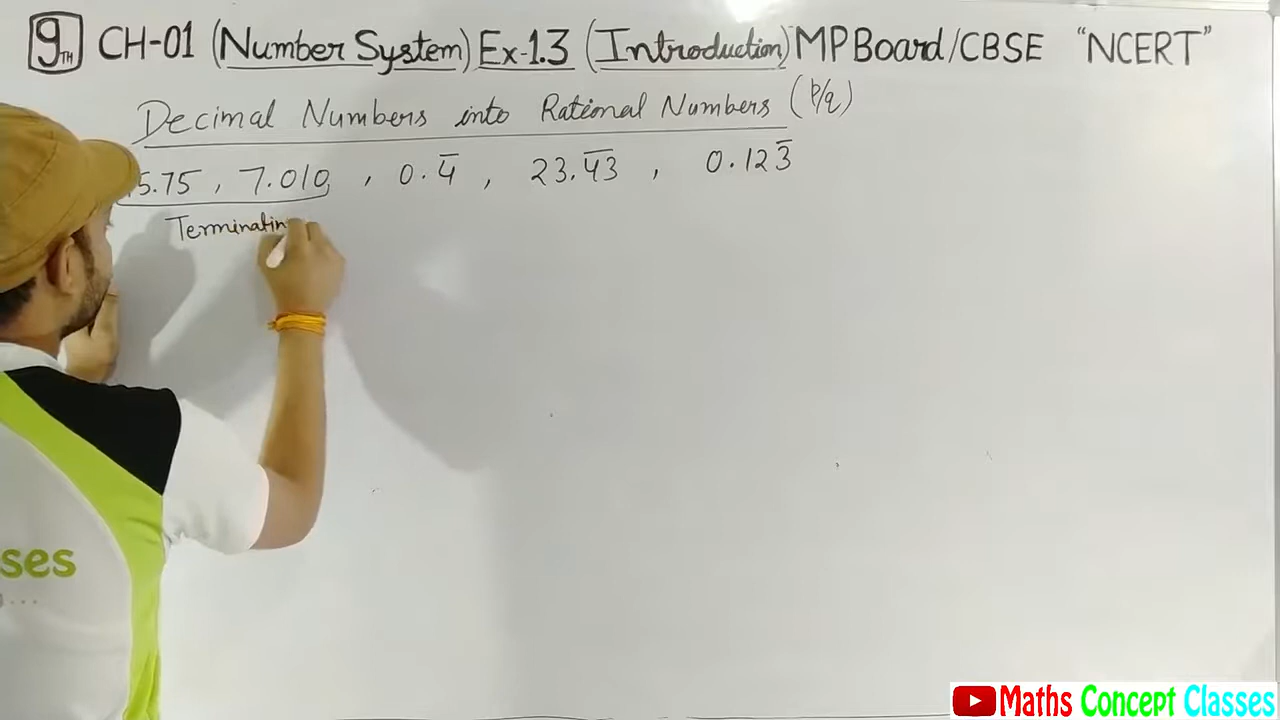 9TH CH-01 (Number System) Ex-1.3 (Introduction) MP Board/CBSE "NCERT"
Decimal Numbers into Rational Numbers (p/q)
5.75 , 7.010 , 0.4̅ , 23.4̅3̅ , 0.123̅
Terminatin
ses
Maths Concept Classes